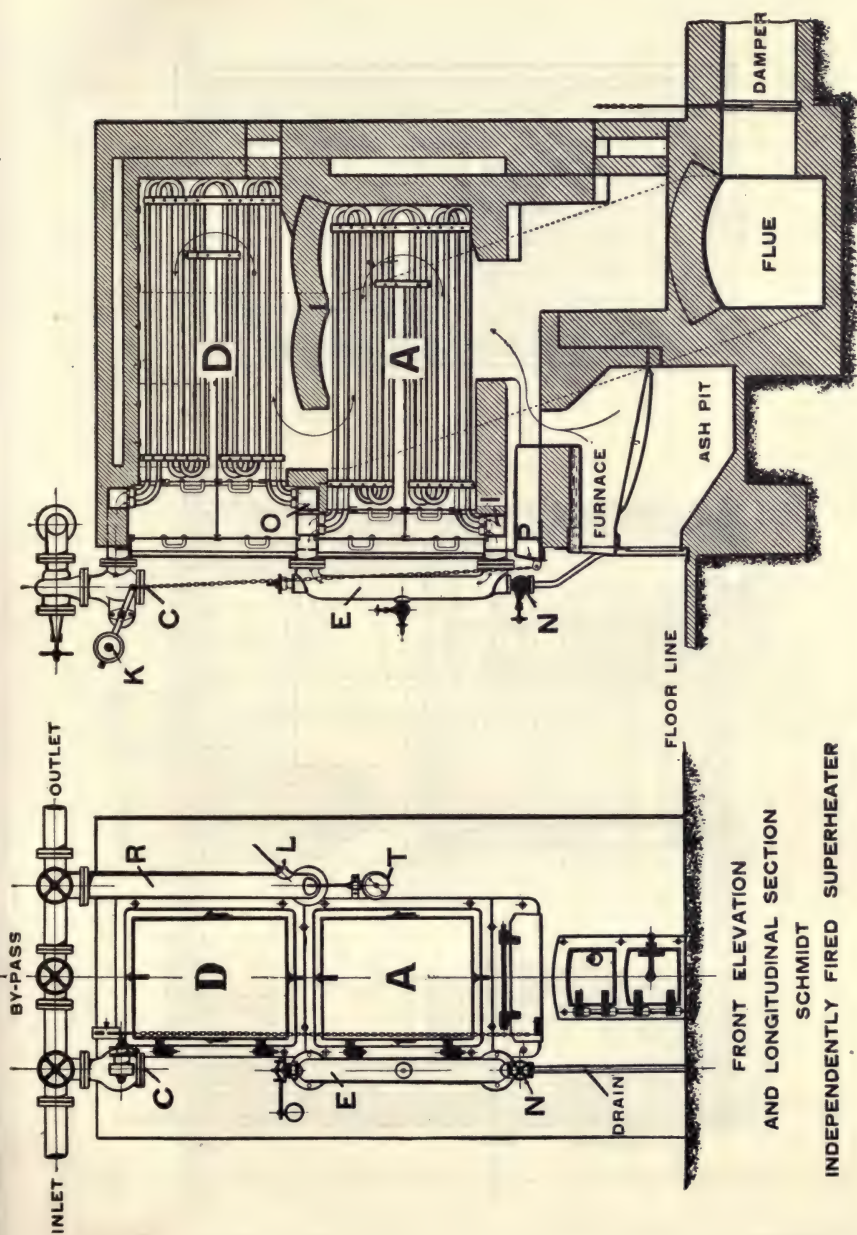 BY-PASS
INLET
OUTLET
R
C
D
L
T
A
E
N
DRAIN
K
C
D
O
E
A
I
P
N
FURNACE
ASH PIT
FLUE
DAMPER
FLOOR LINE
FRONT ELEVATION
AND LONGITUDINAL SECTION
SCHMIDT
INDEPENDENTLY FIRED SUPERHEATER